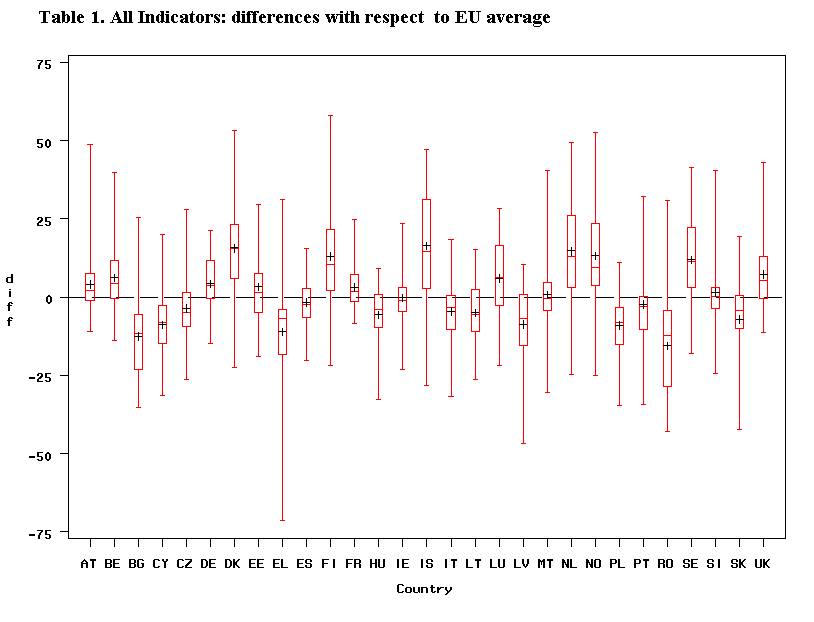 Table 1. All Indicators: differences with respect  to EU average
75
50
25
0
-25
-50
-75
diff
AT BE BG CY CZ DE DK EE EL ES FI FR HU IE IS IT LT LU LV MT NL NO PL PT RO SE SI SK UK
Country